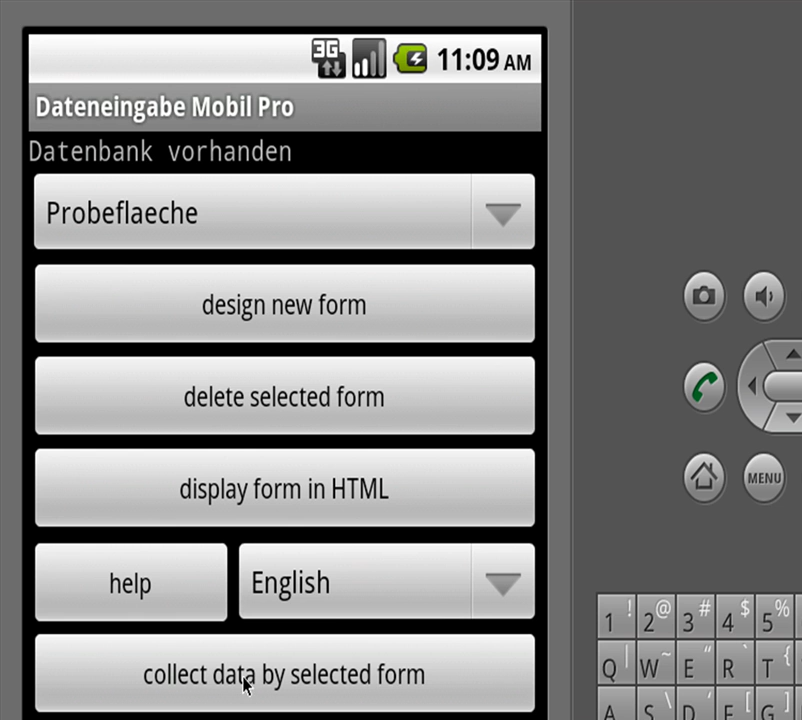 3G 11:09 AM
Dateneingabe Mobil Pro
Datenbank vorhanden
Probeflaeche
design new form
delete selected form
display form in HTML
help English
collect data by selected form
MENU
1 ! 2 @ 3 # 4 $ 5 %
Q | W ~ E “ R ` T {
A S \ D ' F [ G ]